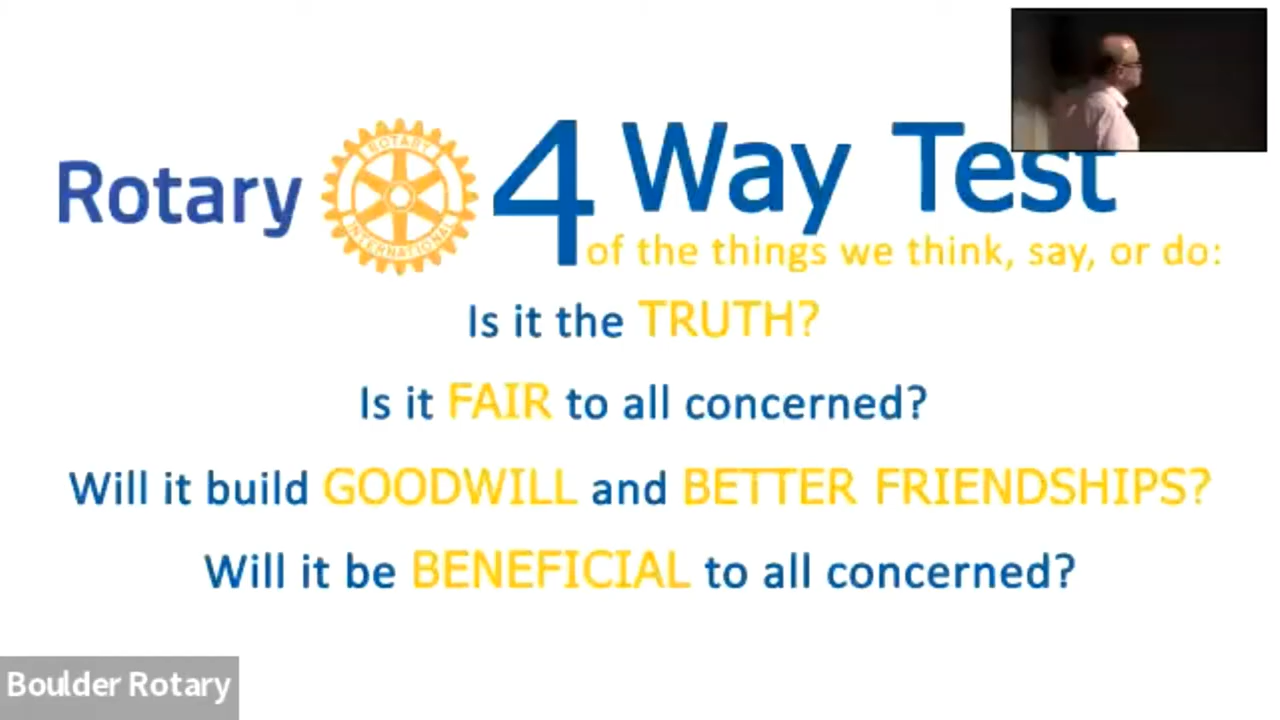 Rotary
ROTARY
INTERNATIONAL
4 Way Test
of the things we think, say, or do:
Is it the TRUTH?
Is it FAIR to all concerned?
Will it build GOODWILL and BETTER FRIENDSHIPS?
Will it be BENEFICIAL to all concerned?
Boulder Rotary